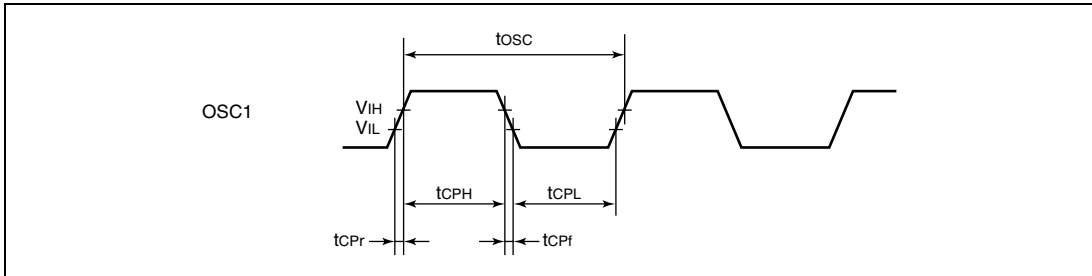 tOSC
OSC1
VIH
VIL
tCPH
tCPL
tCPr
tCPf